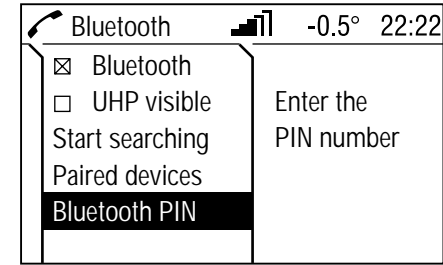 Bluetooth -0.5° 22:22
☒ Bluetooth
☐ UHP visible
Start searching
Paired devices
Bluetooth PIN
Enter the
PIN number